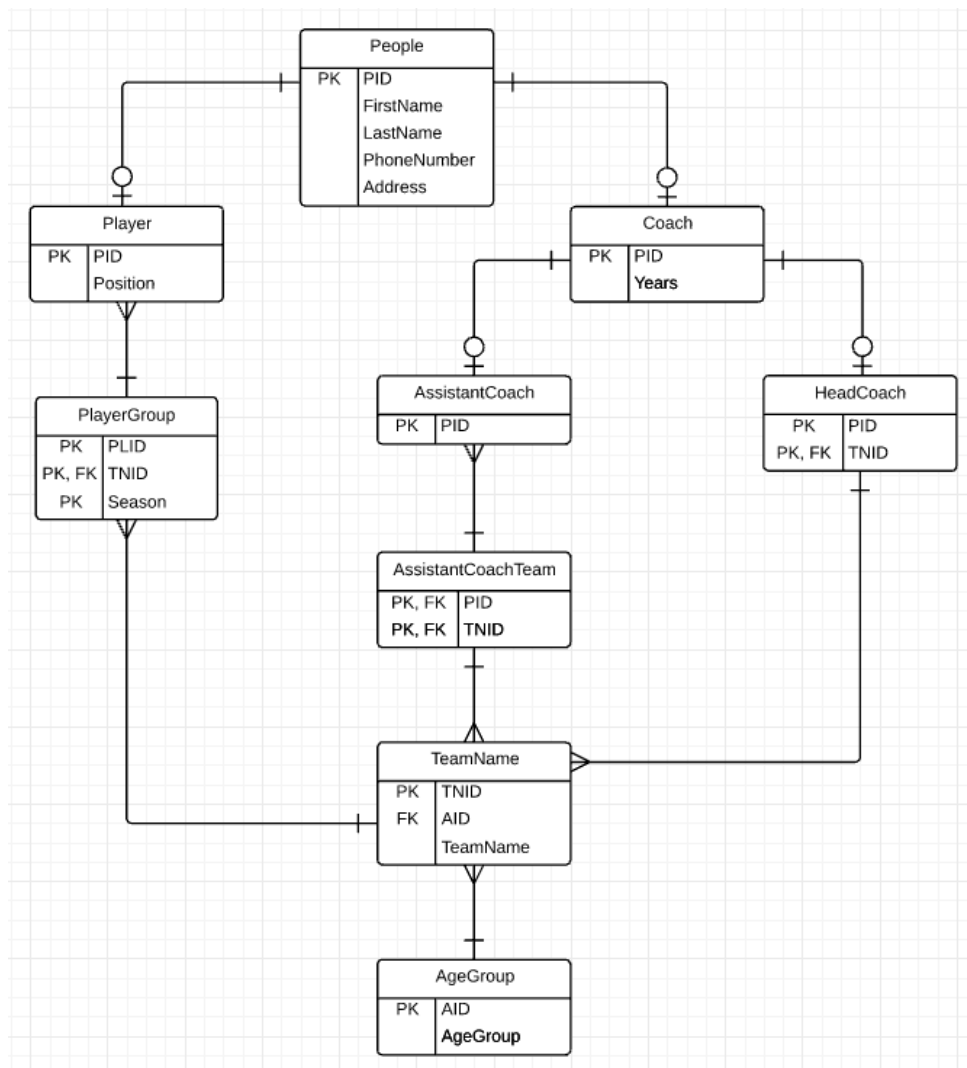 People
PK PID
FirstName
LastName
PhoneNumber
Address
Player
PK PID
Position
Coach
PK PID
Years
PlayerGroup
PK PLID
PK, FK TNID
PK Season
AssistantCoach
PK PID
HeadCoach
PK PID
PK, FK TNID
AssistantCoachTeam
PK, FK PID
PK, FK TNID
TeamName
PK TNID
FK AID
TeamName
AgeGroup
PK AID
AgeGroup